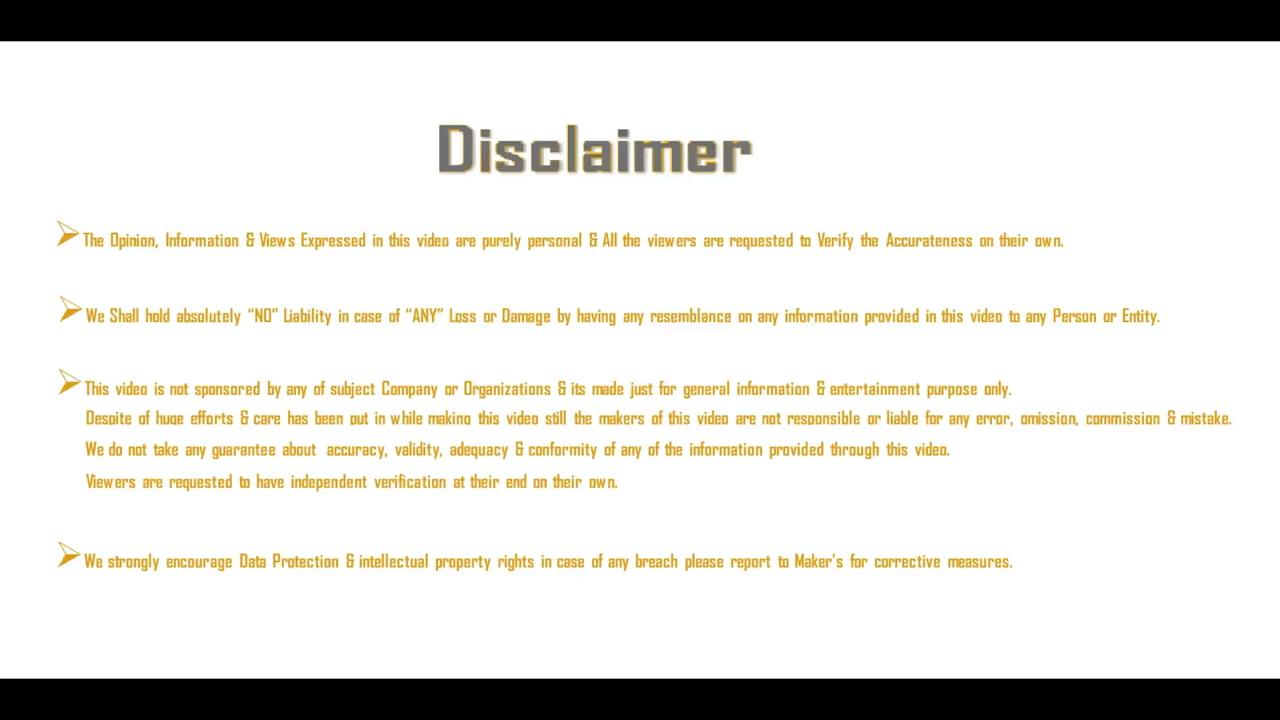 Disclaimer
The Opinion, Information & Views Expressed in this video are purely personal & All the viewers are requested to Verify the Accurateness on their own.
We Shall hold absolutely “NO” Liability in case of “ANY” Loss or Damage by having any resemblance on any information provided in this video to any Person or Entity.
This video is not sponsored by any of subject Company or Organizations & its made just for general information & entertainment purpose only.
Despite of huge efforts & care has been put in while making this video still the makers of this video are not responsible or liable for any error, omission, commission & mistake.
We do not take any guarantee about accuracy, validity, adequacy & conformity of any of the information provided through this video.
Viewers are requested to have independent verification at their end on their own.
We strongly encourage Data Protection & intellectual property rights in case of any breach please report to Maker’s for corrective measures.